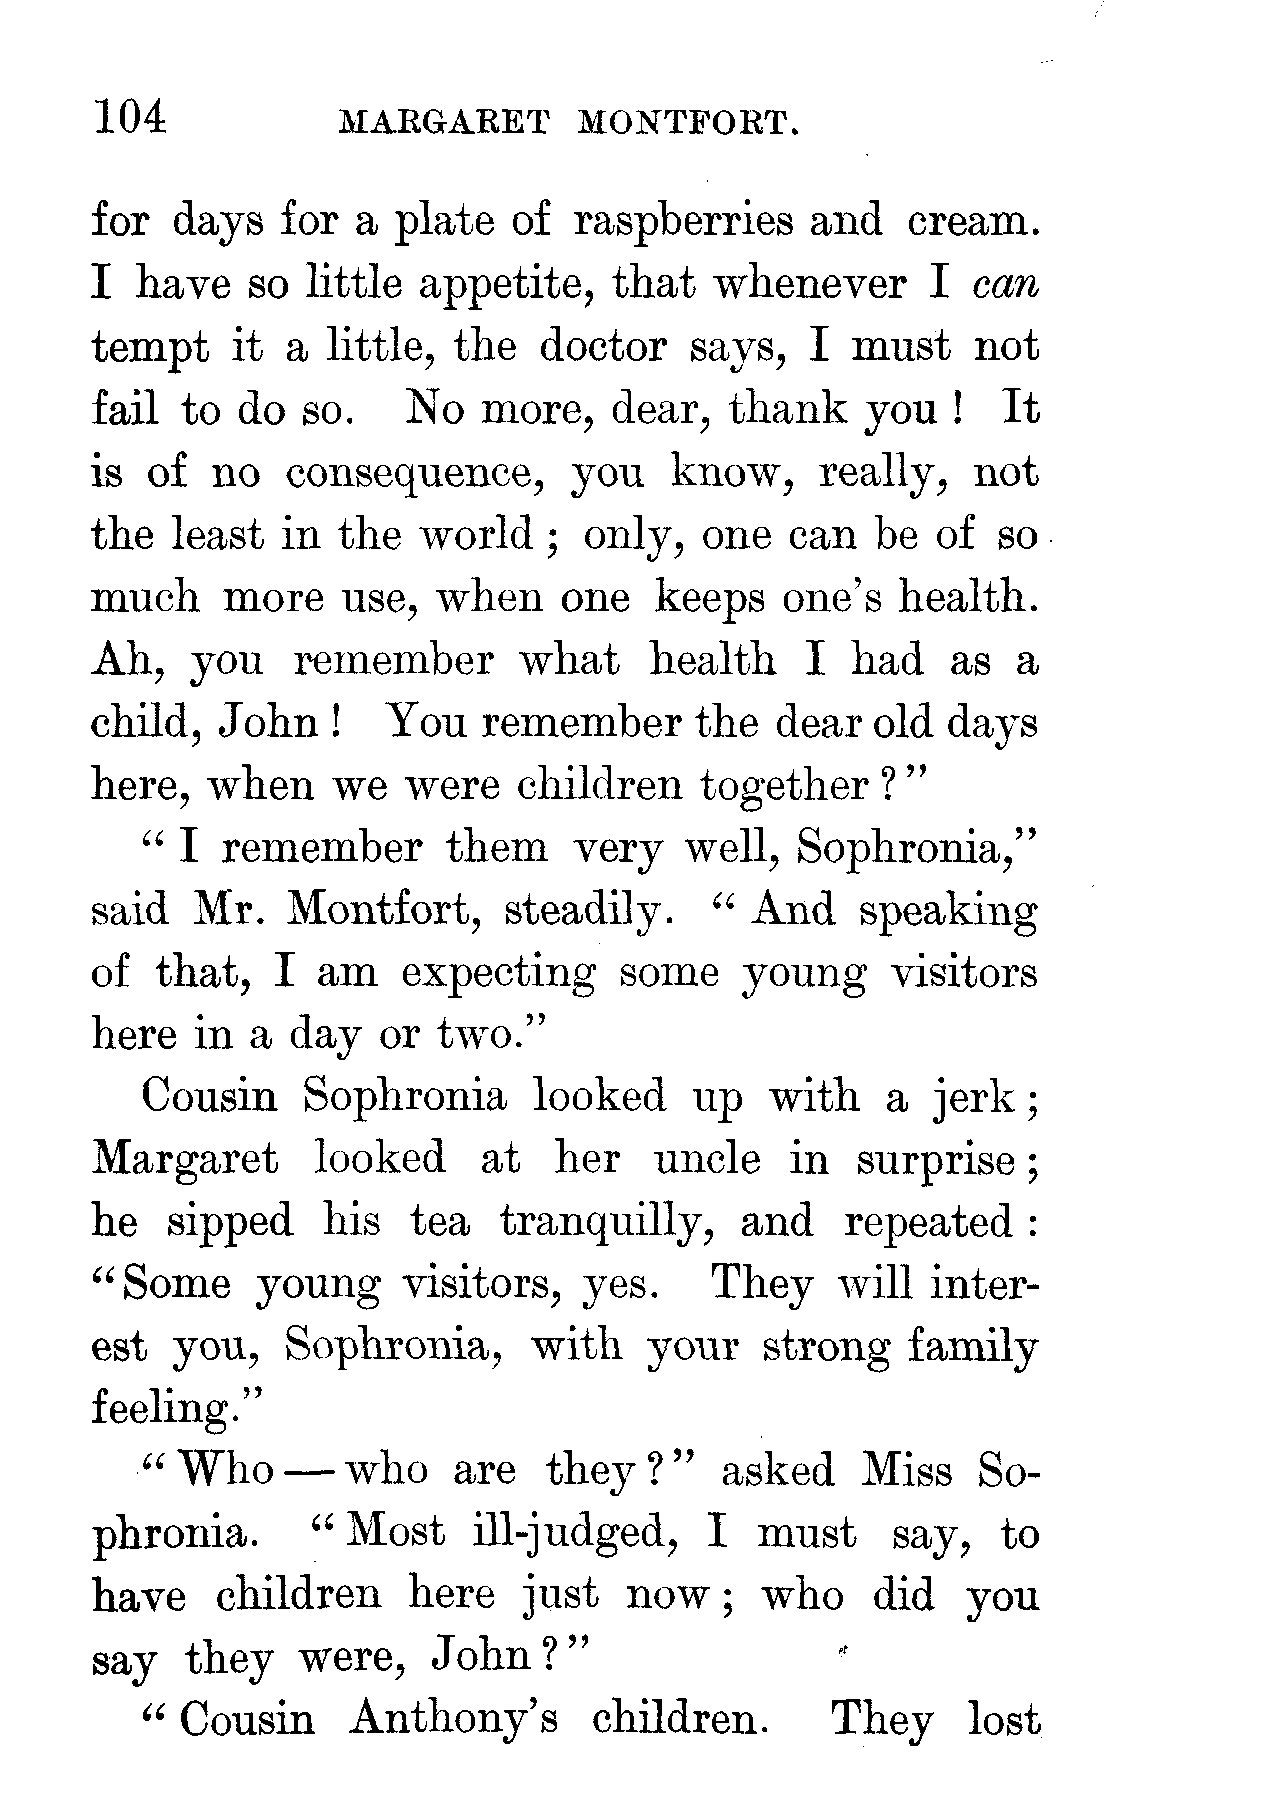 104 MARGARET MONTFORT.
for days for a plate of raspberries and cream.
I have so little appetite, that whenever I can
tempt it a little, the doctor says, I must not
fail to do so. No more, dear, thank you! It
is of no consequence, you know, really, not
the least in the world; only, one can be of so
much more use, when one keeps one's health.
Ah, you remember what health I had as a
child, John! You remember the dear old days
here, when we were children together?"
"I remember them very well, Sophronia,"
said Mr. Montfort, steadily. "And speaking
of that, I am expecting some young visitors
here in a day or two."
Cousin Sophronia looked up with a jerk;
Margaret looked at her uncle in surprise;
he sipped his tea tranquilly, and repeated:
"Some young visitors, yes. They will inter-
est you, Sophronia, with your strong family
feeling."
"Who — who are they?" asked Miss So-
phronia. "Most ill-judged, I must say, to
have children here just now; who did you
say they were, John?"
"Cousin Anthony's children. They lost